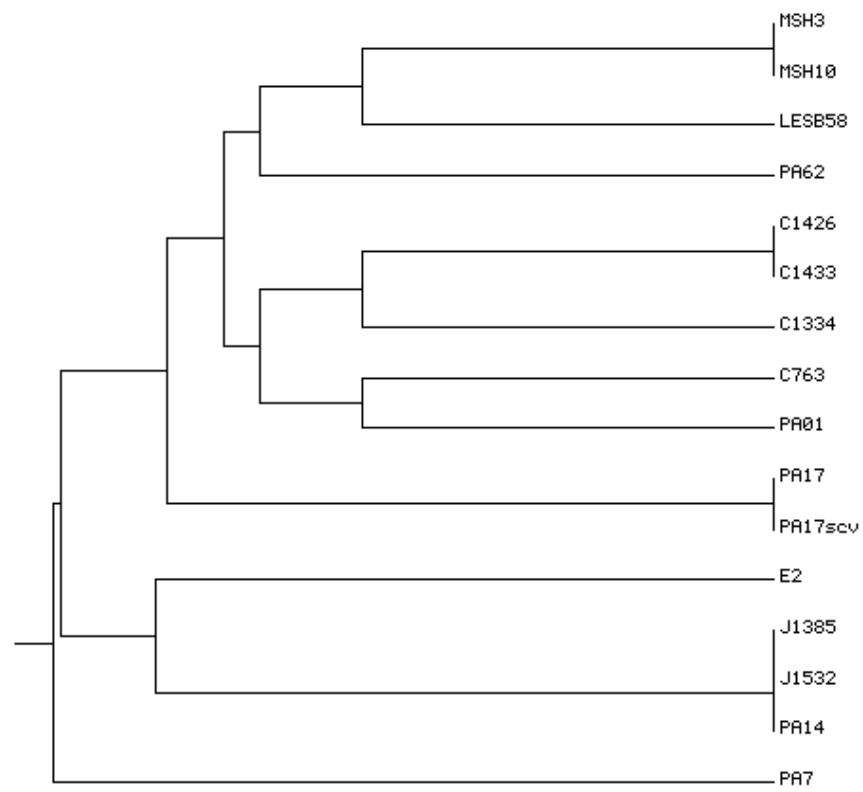 MSH3
MSH10
LESB58
PA62
C1426
C1433
C1334
C763
PA01
PA17
PA17scv
E2
J1385
J1532
PA14
PA7